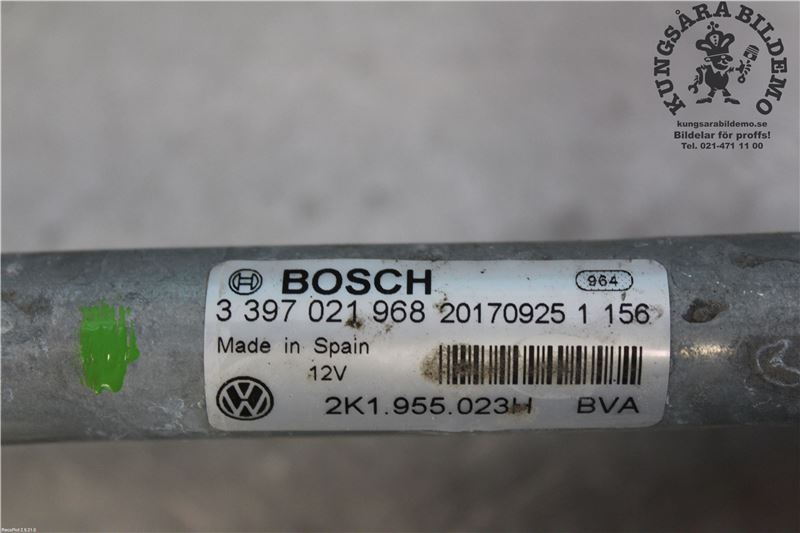 KUNGSÅRA BILDEMO
kungsarabildemo.se
Bildelar för proffs!
Tel. 021-471 11 00
BOSCH
964
3 397 021 968 20170925 1 156
Made in Spain
12V
2K1.955.023H BVA